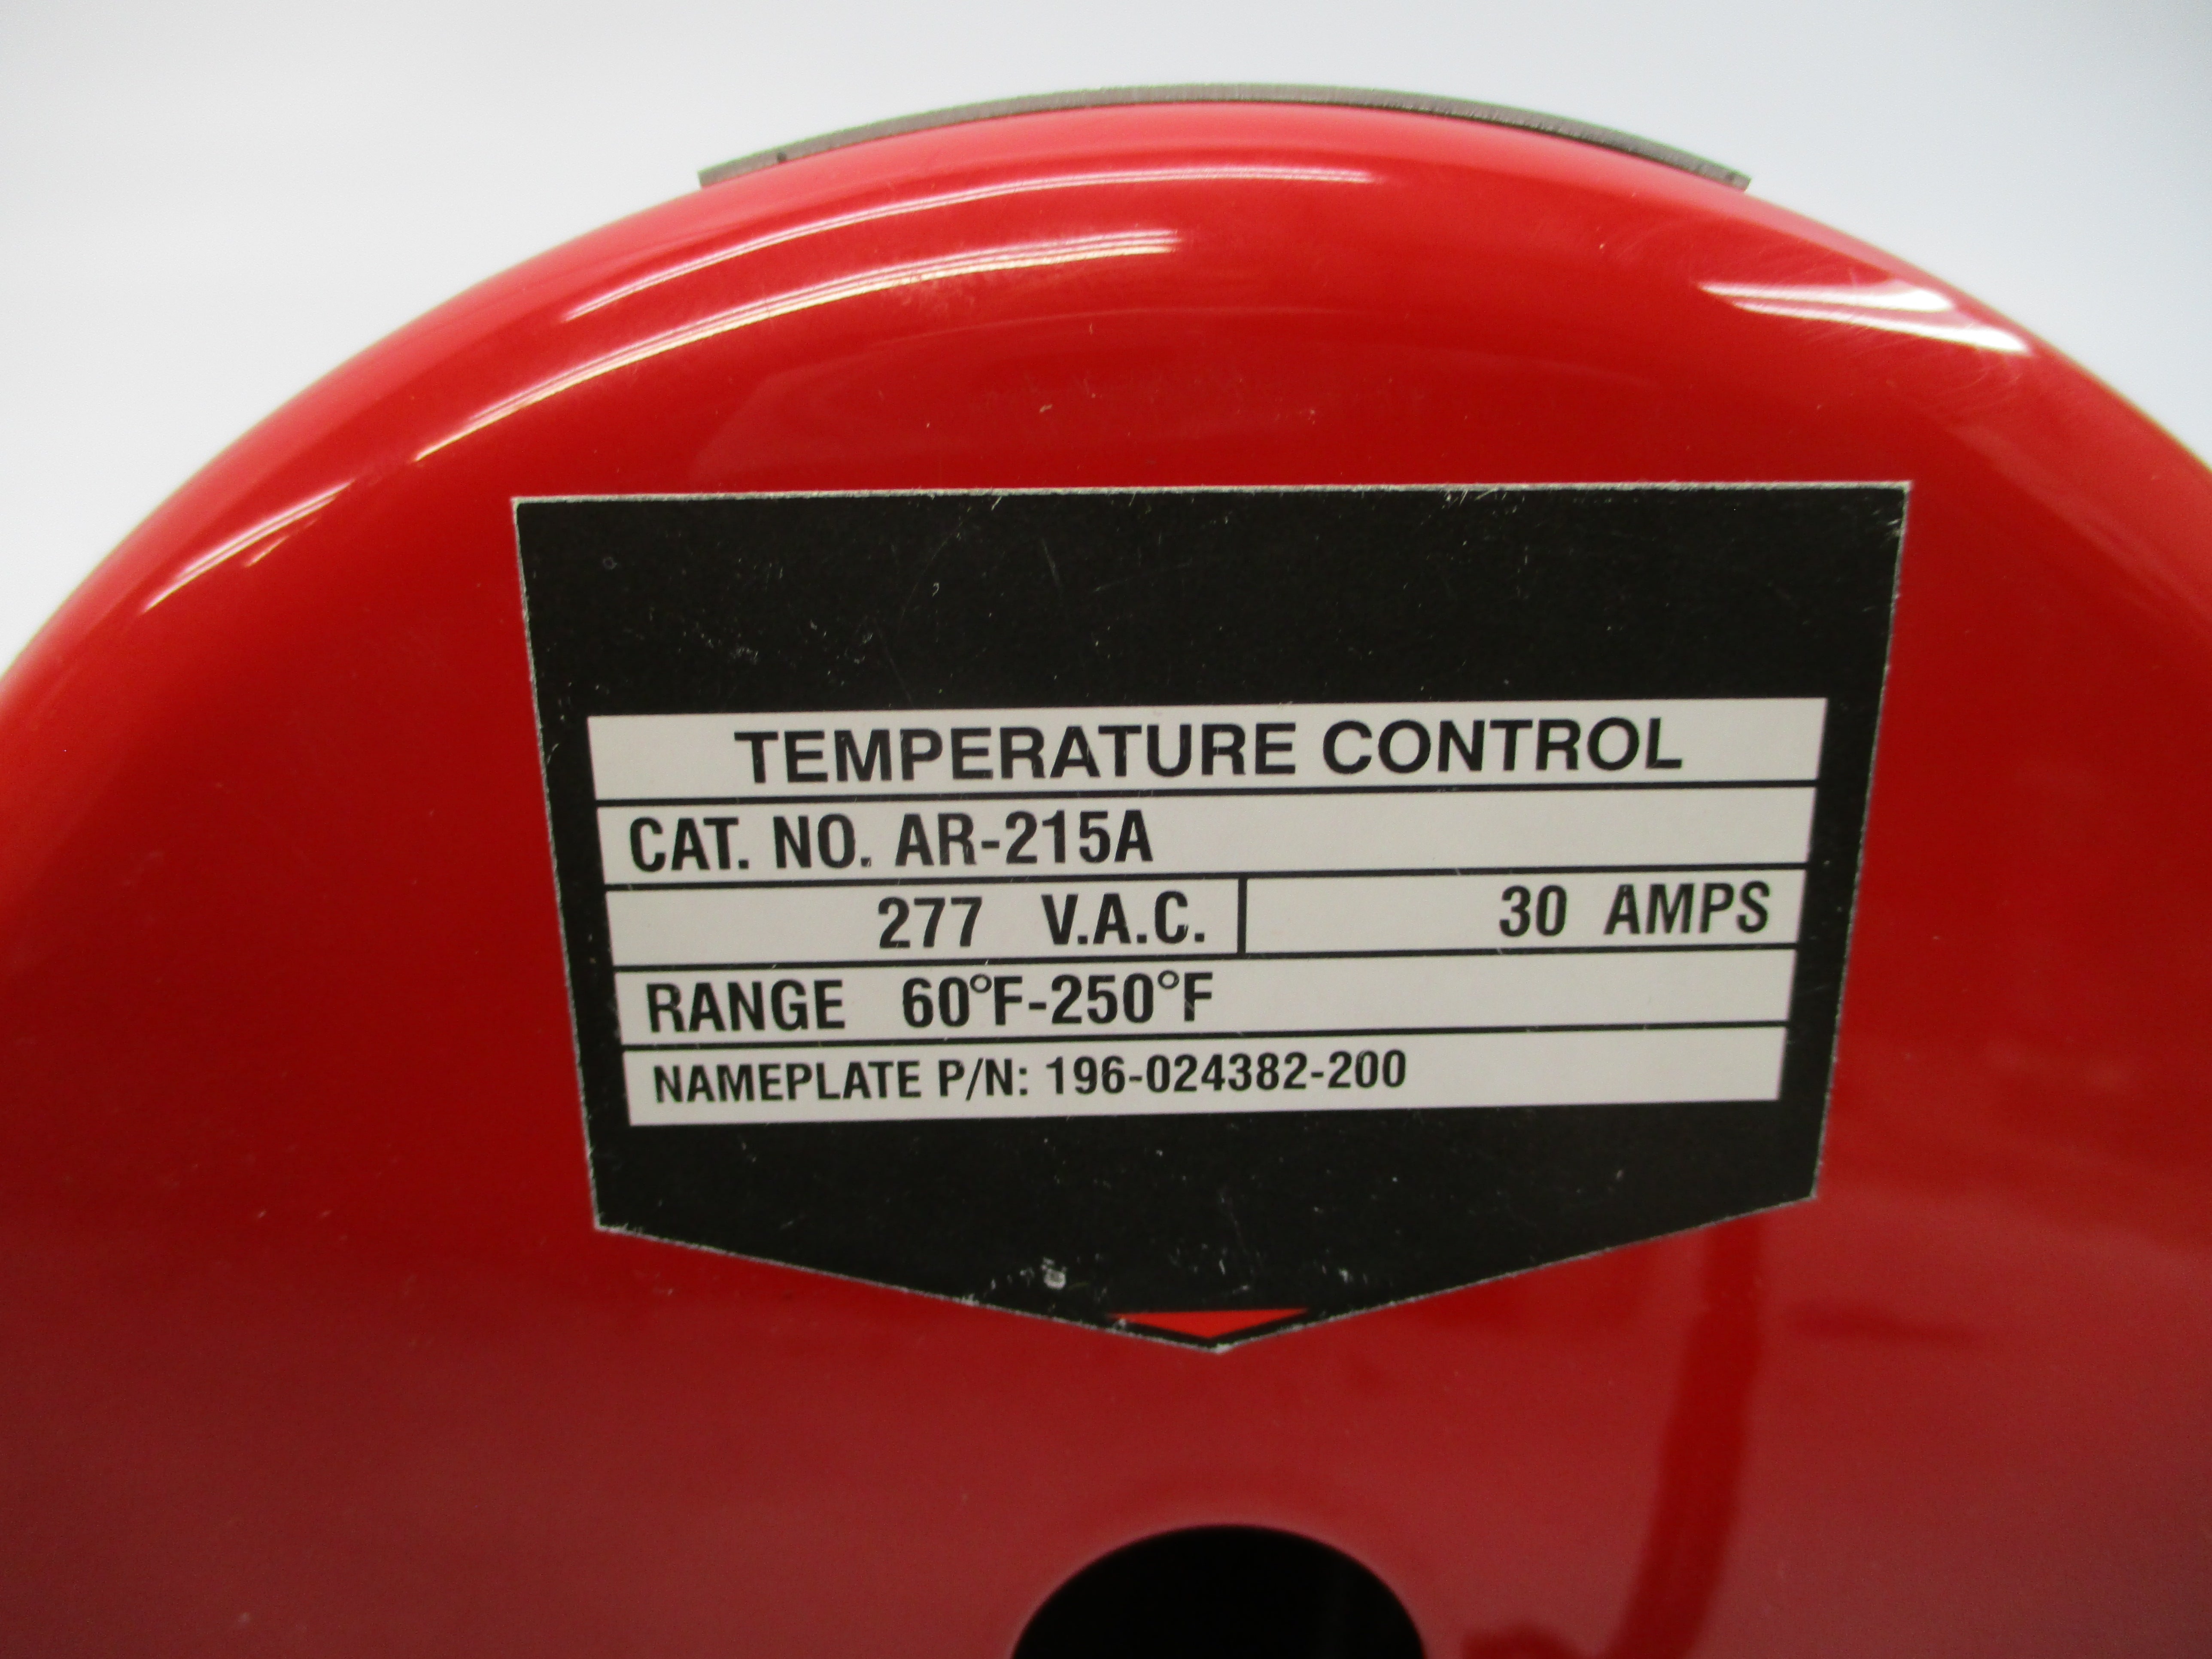 TEMPERATURE CONTROL
CAT. NO. AR-215A
277 V.A.C. 30 AMPS
RANGE 60°F-250°F
NAMEPLATE P/N: 196-024382-200